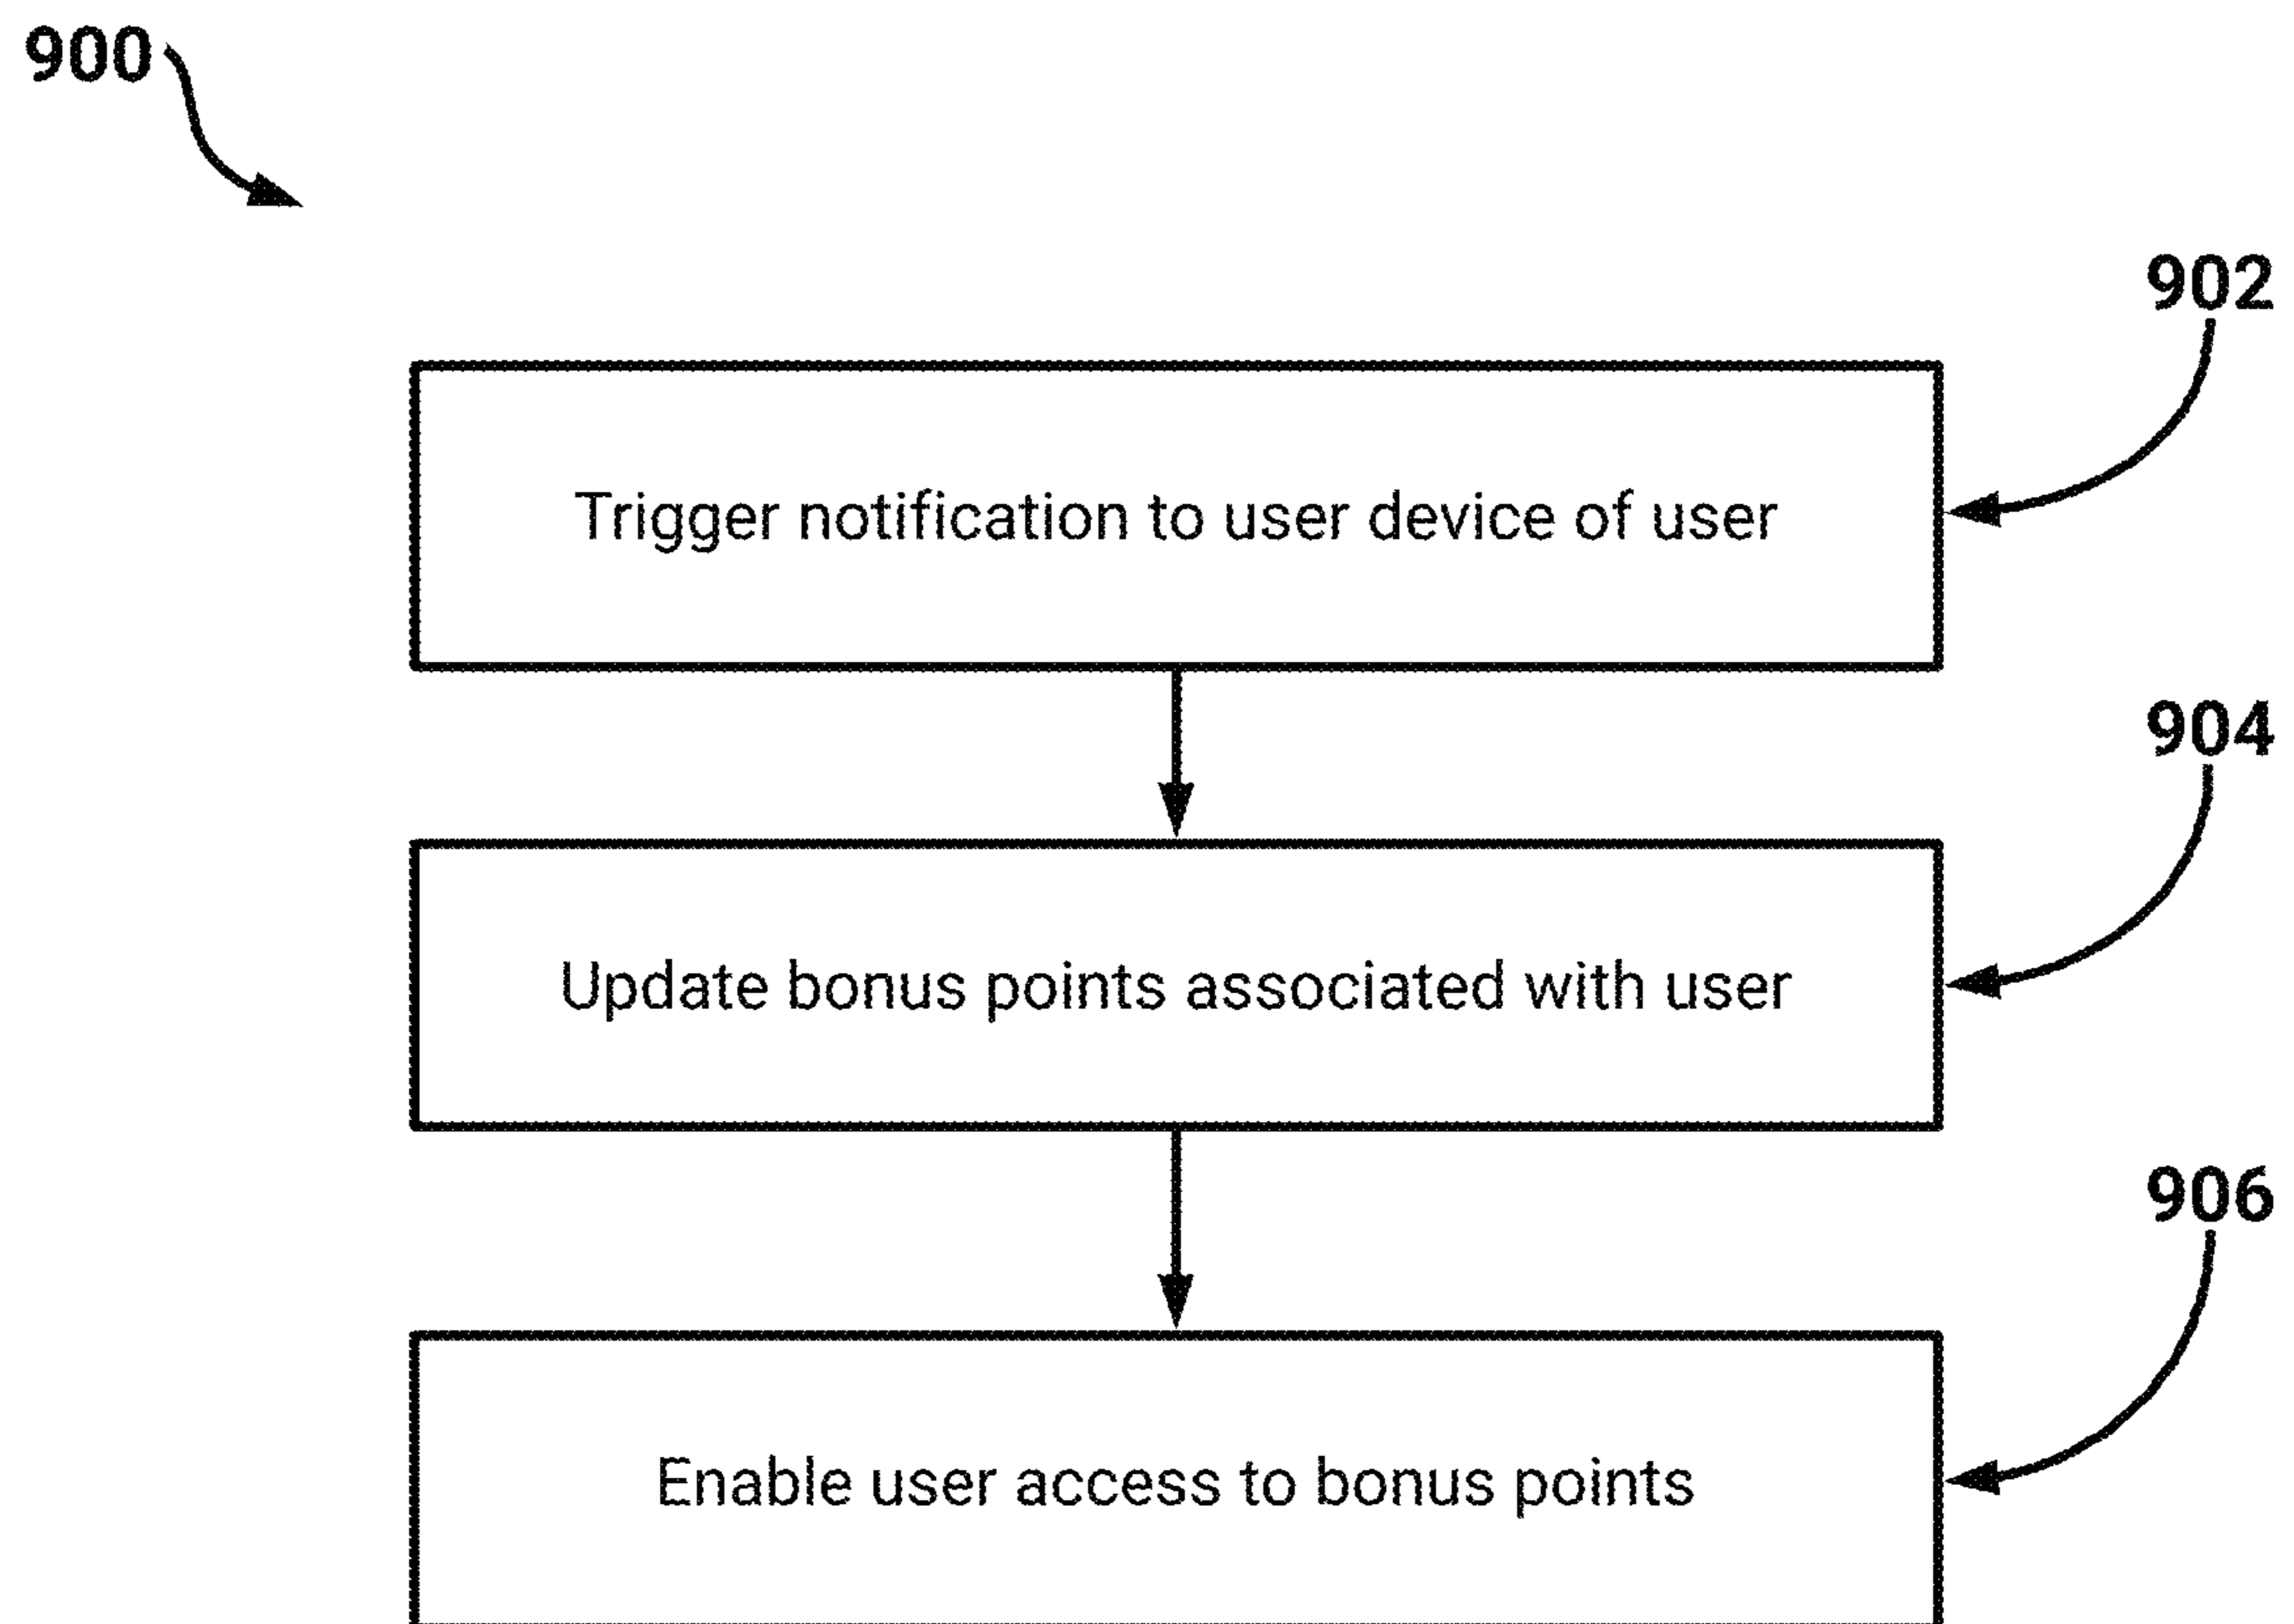 900
902
Trigger notification to user device of user
904
Update bonus points associated with user
906
Enable user access to bonus points